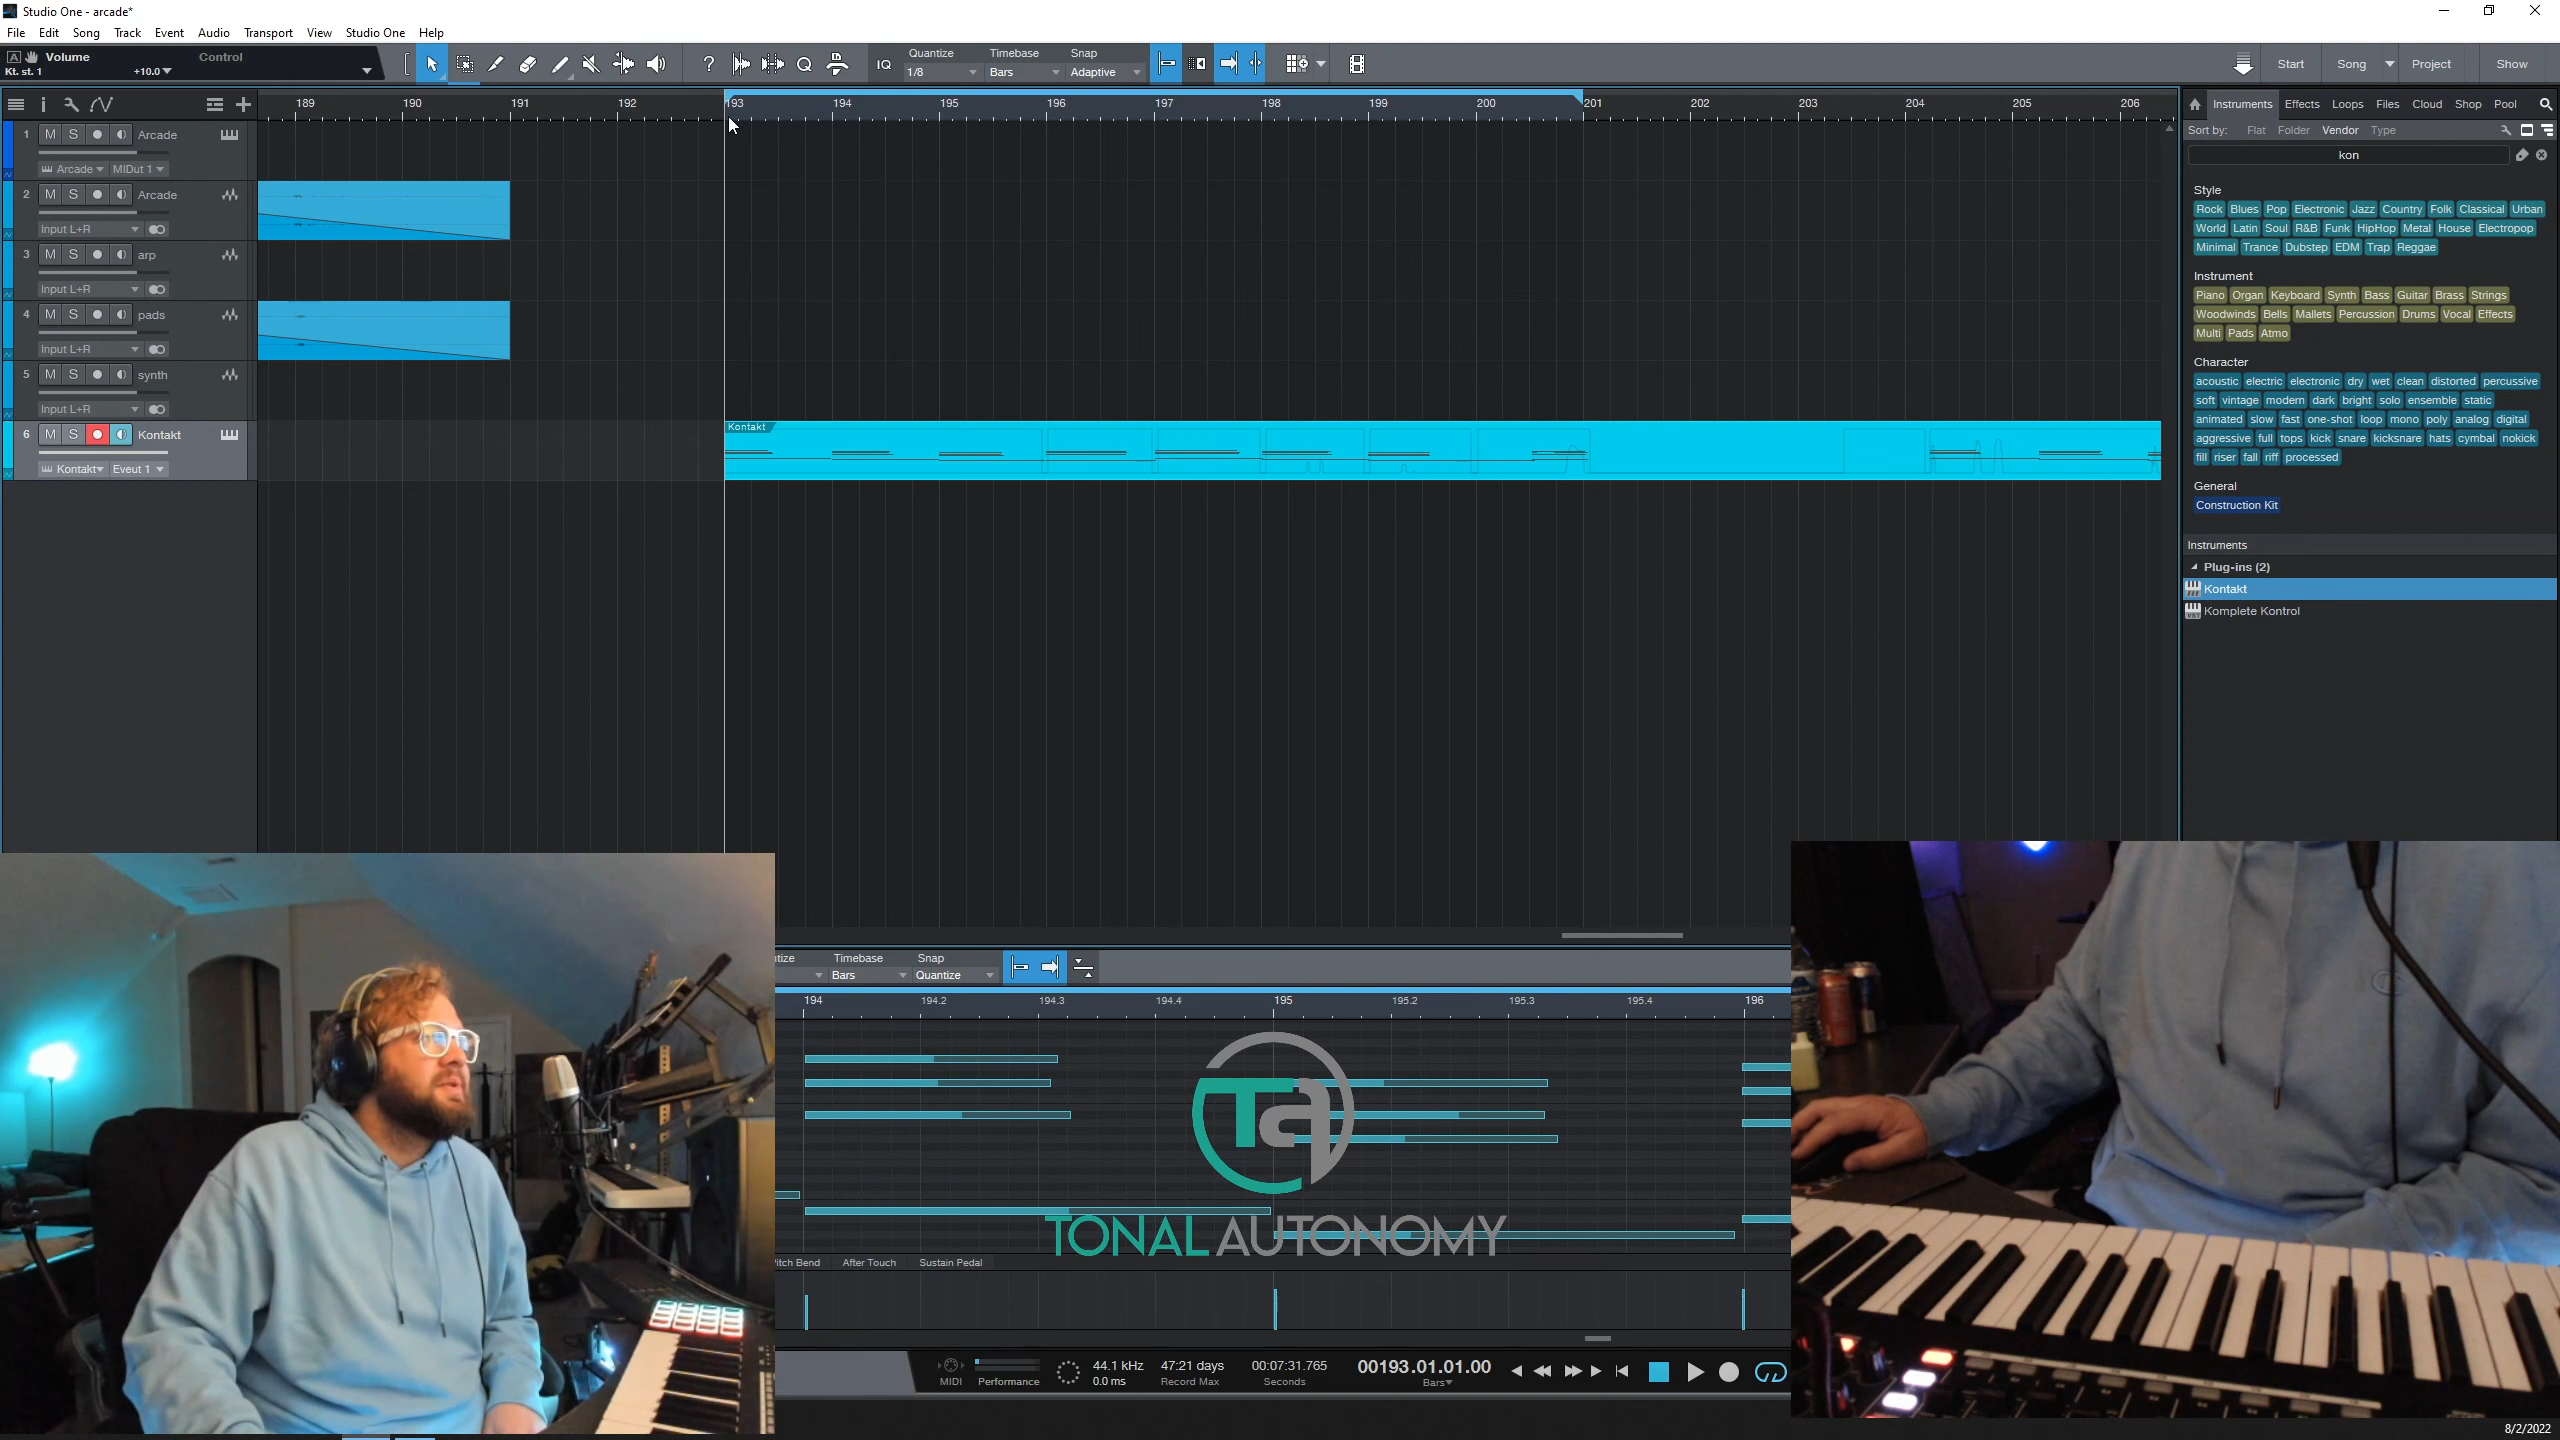 Studio One - arcade*
File Edit Song Track Event Audio Transport View Studio One Help
Volume Control
Kt. st. 1 +10.0
IQ Quantize Timebase Snap
1/8 Bars Adaptive
Start Song Project Show
189 190 191 192 193 194 195 196 197 198 199 200 201 202 203 204 205 206
1 M S Arcade
Arcade MIDut 1
2 M S Arcade
Input L+R
3 M S arp
Input L+R
4 M S pads
Input L+R
5 M S synth
Input L+R
6 M S Kontakt
Kontakt Eveut 1
Kontakt
Instruments Effects Loops Files Cloud Shop Pool
Sort by: Flat Folder Vendor Type
kon
Style
Rock Blues Pop Electronic Jazz Country Folk Classical Urban
World Latin Soul R&B Funk HipHop Metal House Electropop
Minimal Trance Dubstep EDM Trap Reggae
Instrument
Piano Organ Keyboard Synth Bass Guitar Brass Strings
Woodwinds Bells Mallets Percussion Drums Vocal Effects
Multi Pads Atmo
Character
acoustic electric electronic dry wet clean distorted percussive
soft vintage modern dark bright solo ensemble static
animated slow fast one-shot loop mono poly analog digital
aggressive full tops kick snare kicksnare hats cymbal nokick
fill riser fall riff processed
General
Construction Kit
Instruments
Plug-ins (2)
Kontakt
Komplete Kontrol
ntize Timebase Snap
Bars Quantize
194 194.2 194.3 194.4 195 195.2 195.3 195.4 196
Ta
TONAL AUTONOMY
itch Bend After Touch Sustain Pedal
MIDI Performance
44.1 kHz 47:21 days 00:07:31.765 00193.01.01.00
0.0 ms Record Max Seconds Bars
8/2/2022